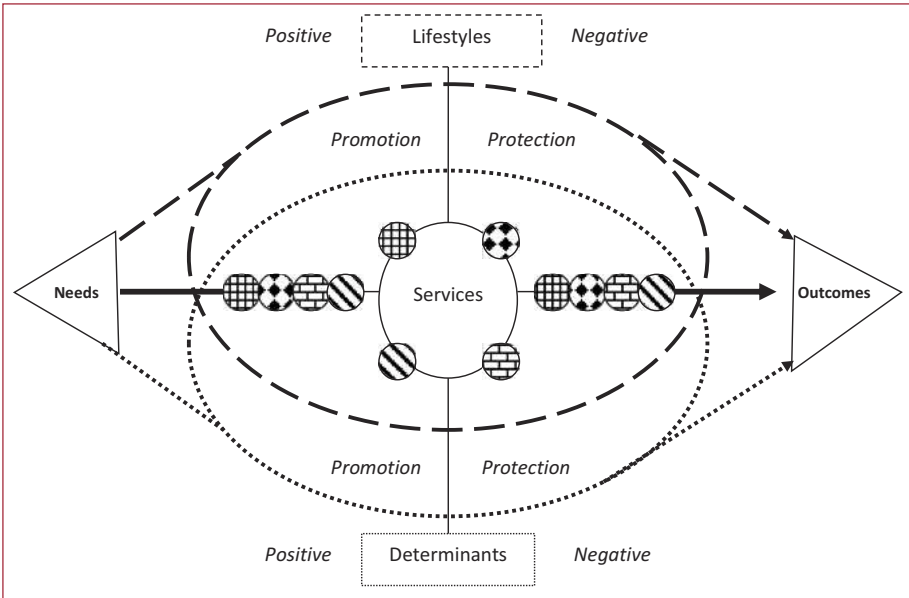 Positive Lifestyles Negative
Promotion Protection
Needs Services Outcomes
Promotion Protection
Positive Determinants Negative